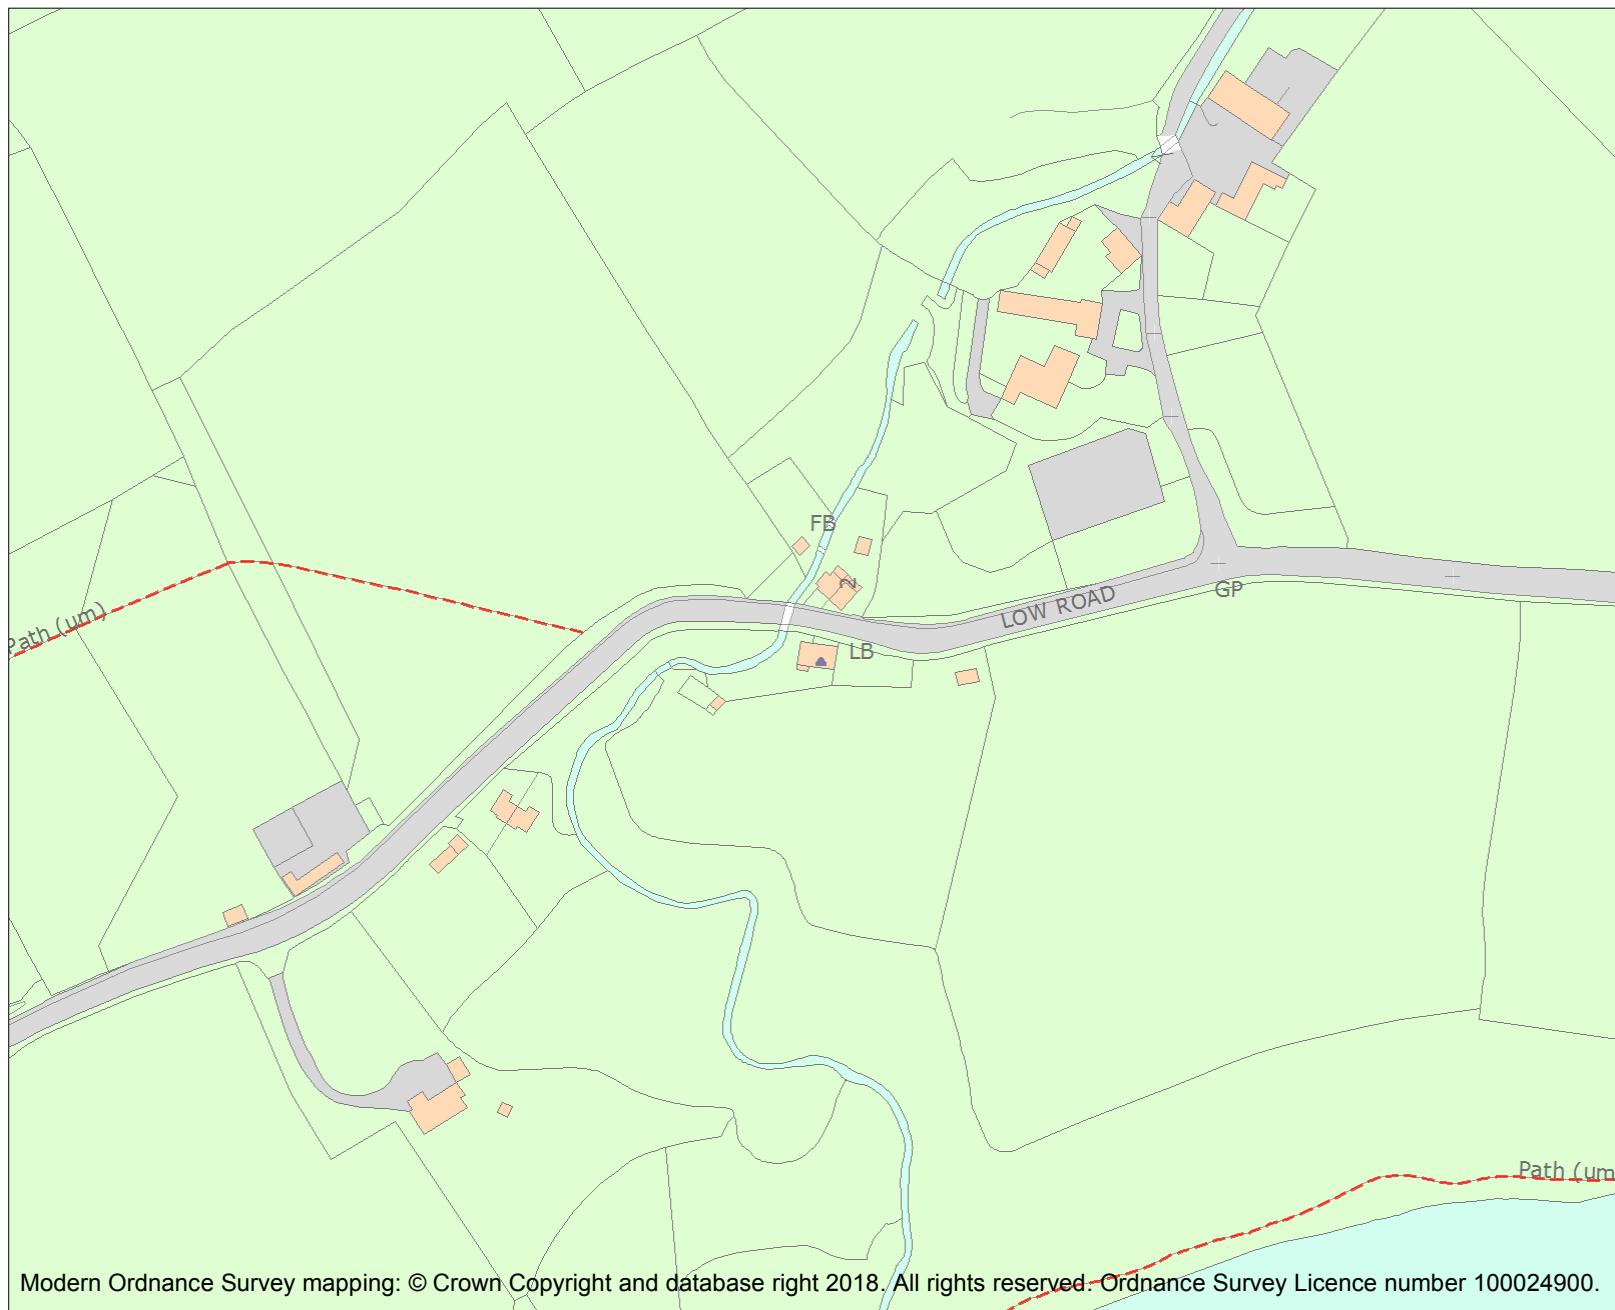 FB
2
GP
LOW ROAD
Path (um)
LB
Path (um
Modern Ordnance Survey mapping: © Crown Copyright and database right 2018. All rights reserved. Ordnance Survey Licence number 100024900.